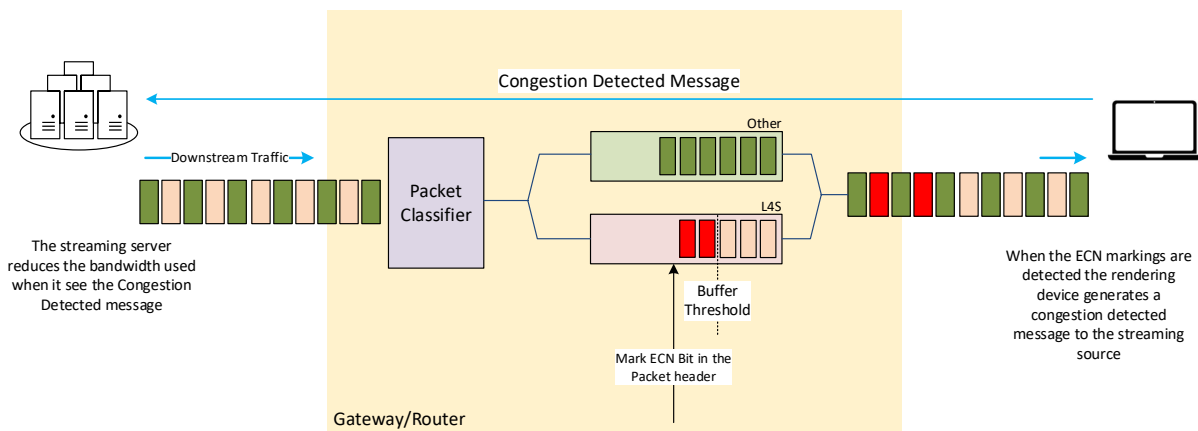 Congestion Detected Message
Downstream Traffic
The streaming server
reduces the bandwidth used
when it see the Congestion
Detected message
Packet
Classifier
Other
L4S
Buffer
Threshold
Mark ECN Bit in the
Packet header
Gateway/Router
When the ECN markings are
detected the rendering
device generates a
congestion detected
message to the streaming
source